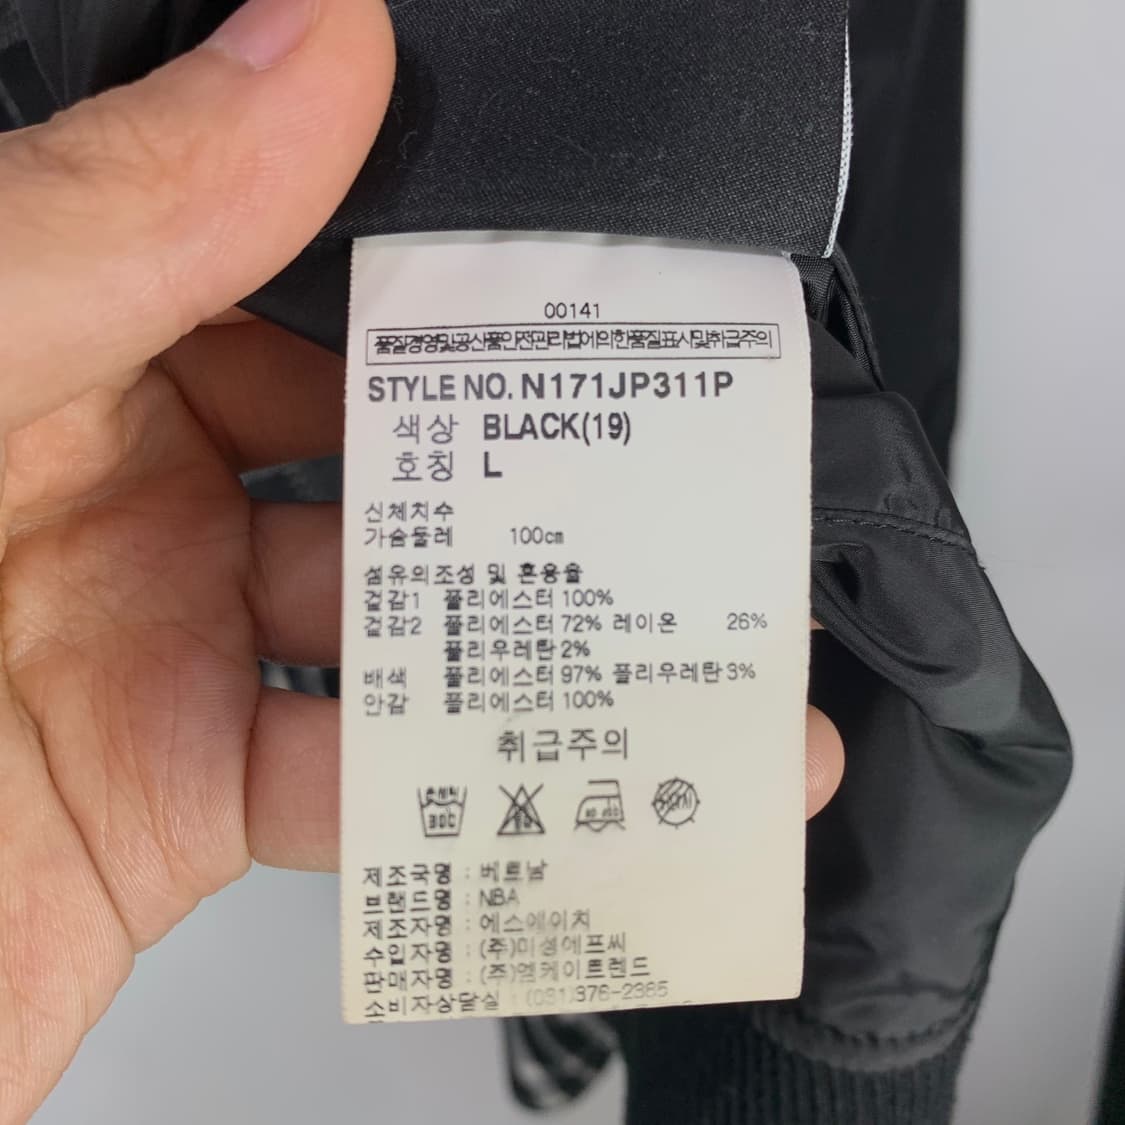 00141
품질경영및공산품안전관리법에의한품질표시및취급주의
STYLE NO. N171JP311P
색상 BLACK(19)
호칭 L
신체치수
가슴둘레 100cm
섬유의조성 및 혼용율
겉감1 폴리에스터 100%
겉감2 폴리에스터 72% 레이온 26%
폴리우레탄 2%
배색 폴리에스터 97% 폴리우레탄 3%
안감 폴리에스터 100%
취급주의
손세탁
30C
제조국명 : 베트남
브랜드명 : NBA
제조자명 : 에스에이치
수입자명 : (주)미성에프씨
판매자명 : (주)엠케이트렌드
소비자상담실 : (031)376-2385